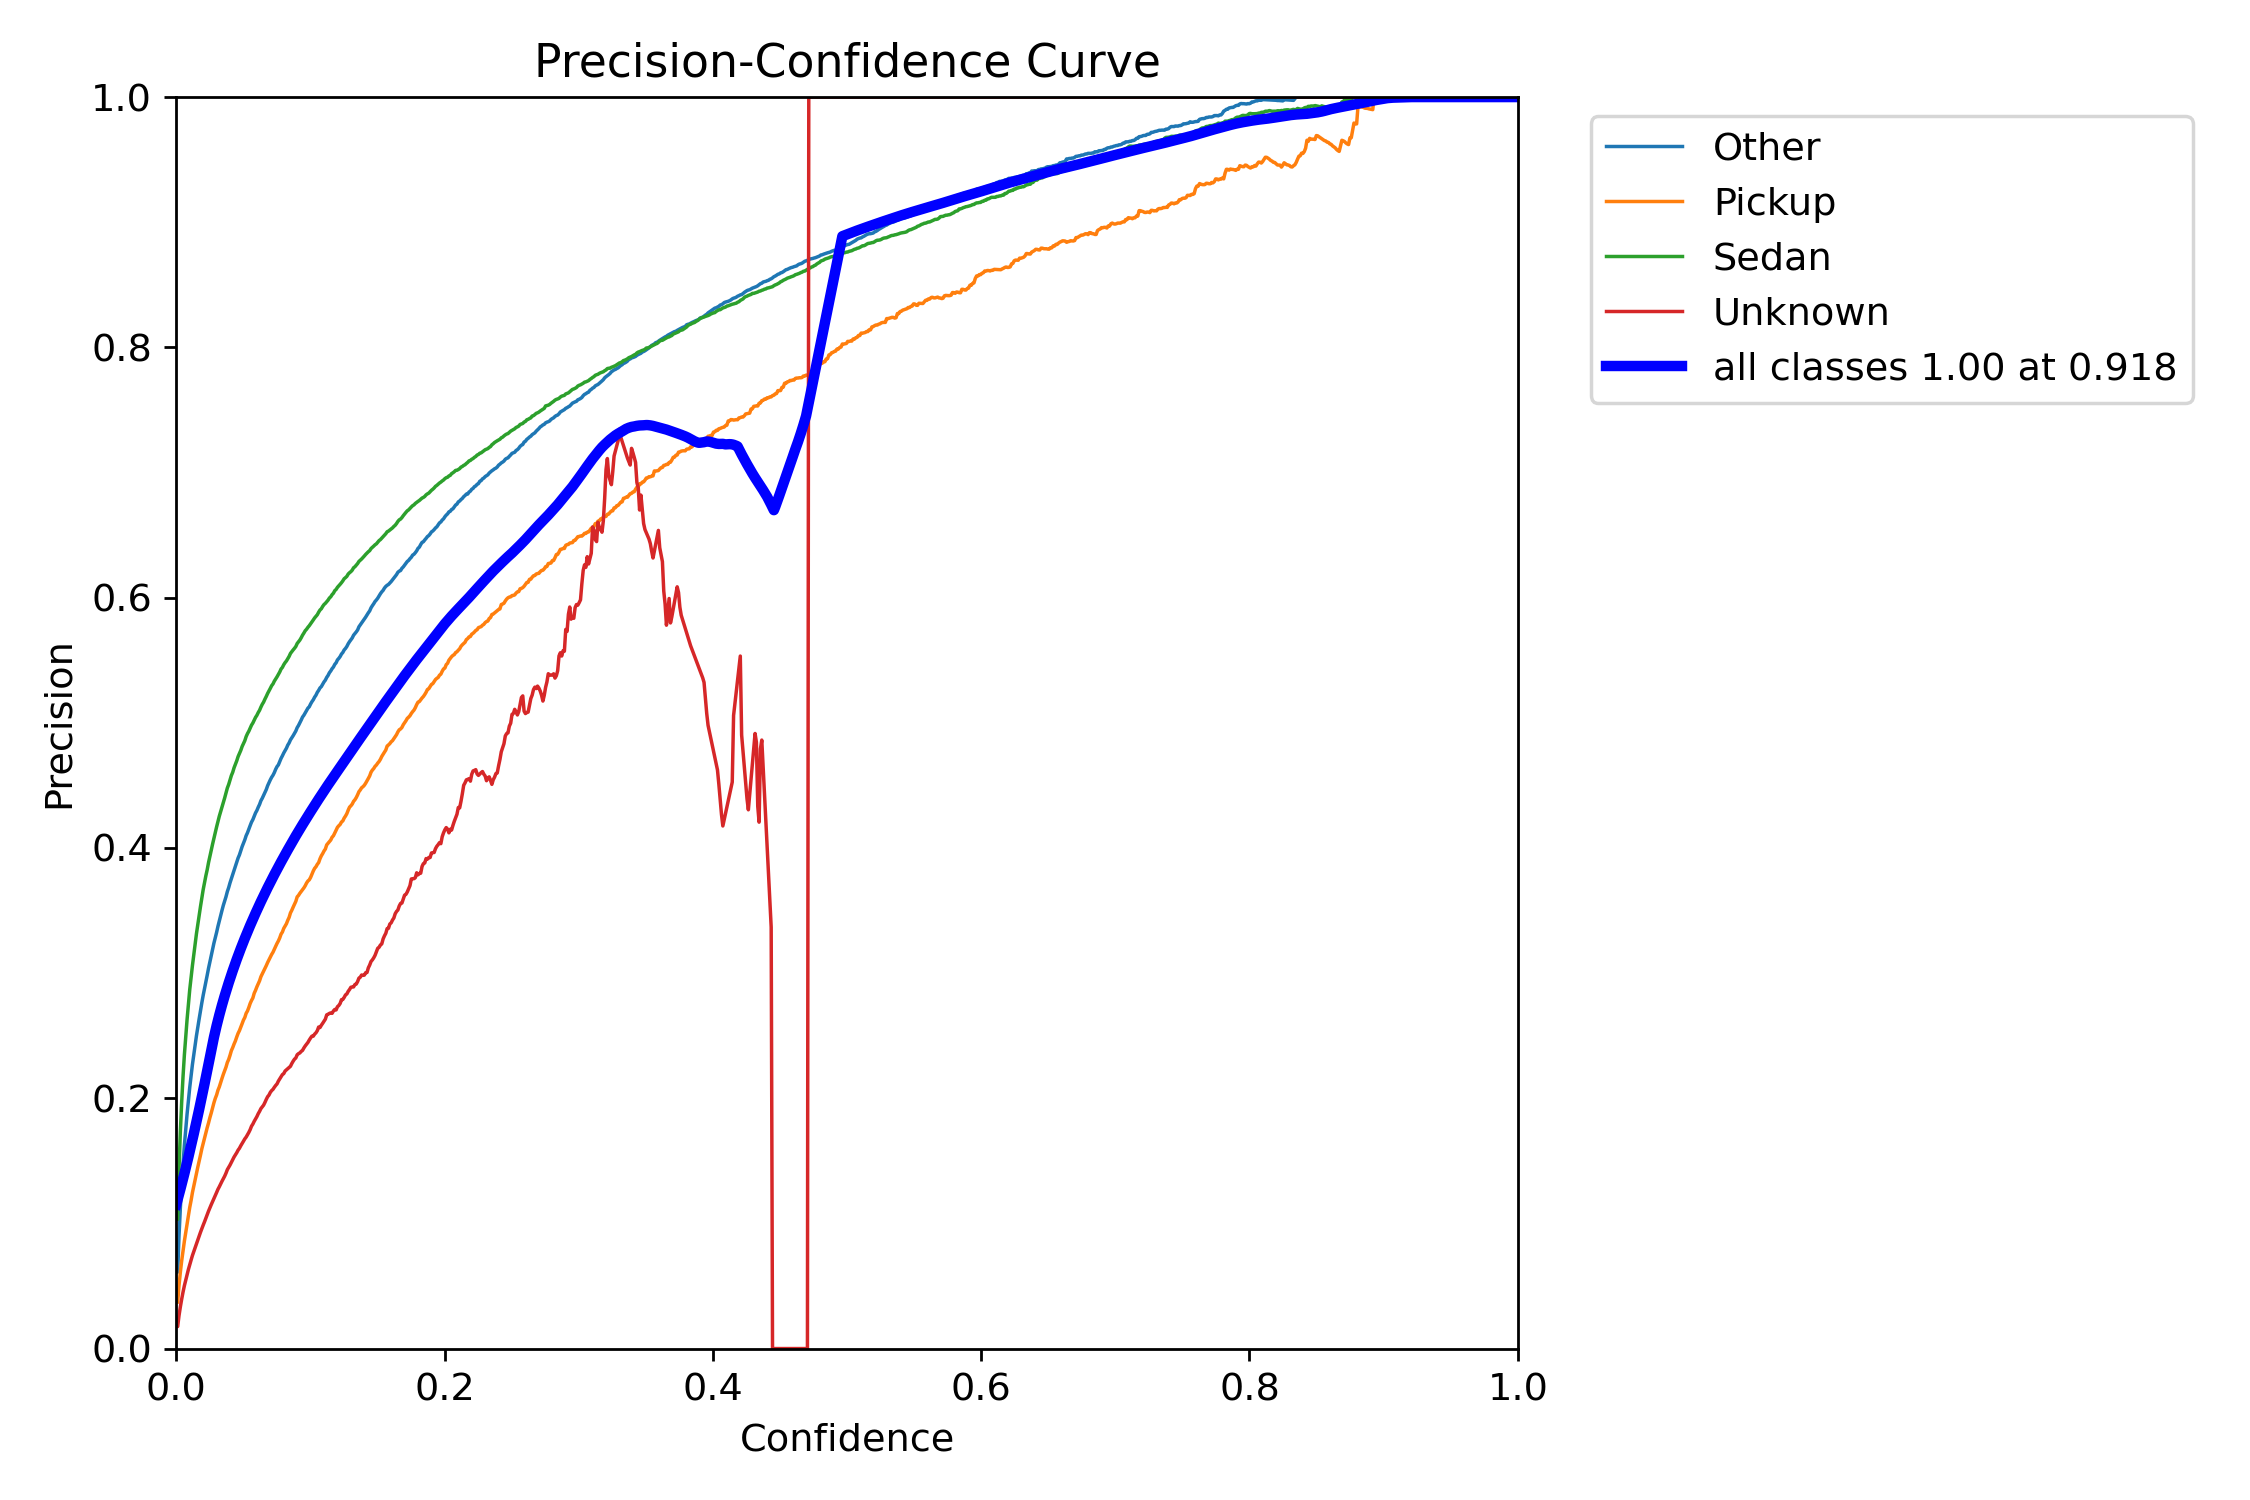 Precision-Confidence Curve
1.0
0.8
0.6
0.4
0.2
0.0
Precision
0.0 0.2 0.4 0.6 0.8 1.0
Confidence
Other
Pickup
Sedan
Unknown
all classes 1.00 at 0.918